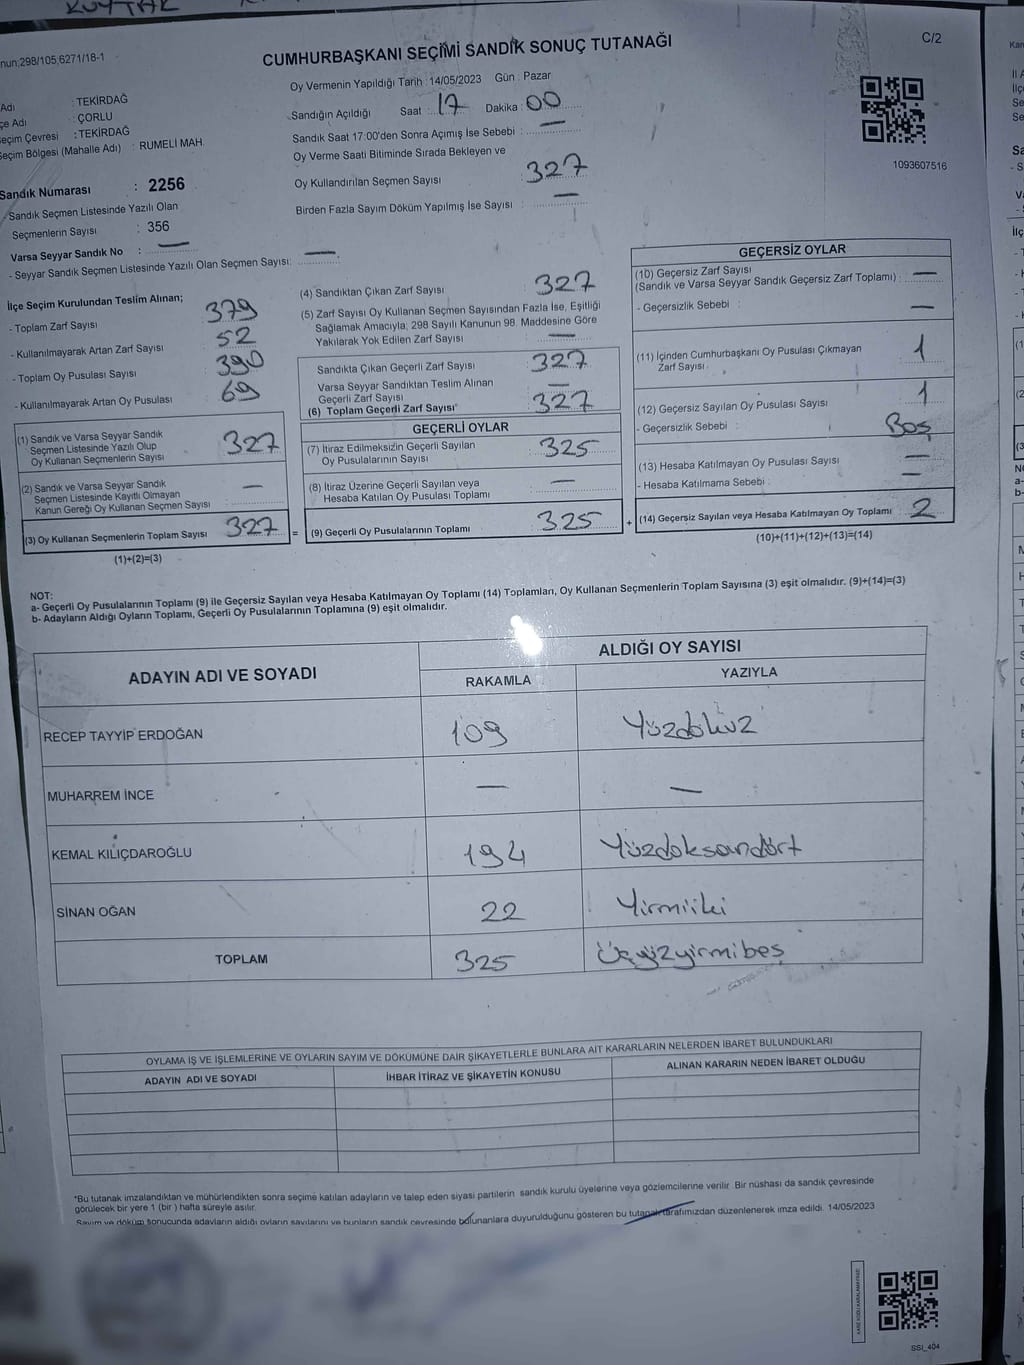 KUYTAK
nun;298/105,6271/18-1
CUMHURBAŞKANI SEÇİMİ SANDIK SONUÇ TUTANAĞI
C/2
Adı : TEKİRDAĞ
çe Adı : ÇORLU
eçim Çevresi : TEKİRDAĞ
eçim Bölgesi (Mahalle Adı) : RUMELİ MAH.
Sandık Numarası : 2256
- Sandık Seçmen Listesinde Yazılı Olan
Seçmenlerin Sayısı : 356
Varsa Seyyar Sandık No : —
- Seyyar Sandık Seçmen Listesinde Yazılı Olan Seçmen Sayısı: —
Oy Vermenin Yapıldığı Tarih : 14/05/2023 Gün : Pazar
Sandığın Açıldığı Saat : 17 Dakika : 00
Sandık Saat 17:00'den Sonra Açımış İse Sebebi : —
Oy Verme Saati Bitiminde Sırada Bekleyen ve
Oy Kullandırılan Seçmen Sayısı : 327
Birden Fazla Sayım Döküm Yapılmış İse Sayısı : —
1093607516
İlçe Seçim Kurulundan Teslim Alınan;
- Toplam Zarf Sayısı 379
- Kullanılmayarak Artan Zarf Sayısı 52
- Toplam Oy Pusulası Sayısı 390
- Kullanılmayarak Artan Oy Pusulası 69
(1) Sandık ve Varsa Seyyar Sandık
Seçmen Listesinde Yazılı Olup
Oy Kullanan Seçmenlerin Sayısı 327
(2) Sandık ve Varsa Seyyar Sandık
Seçmen Listesinde Kayıtlı Olmayan
Kanun Gereği Oy Kullanan Seçmen Sayısı —
(3) Oy Kullanan Seçmenlerin Toplam Sayısı 327 =
(1)+(2)=(3)
(4) Sandıktan Çıkan Zarf Sayısı : 327
(5) Zarf Sayısı Oy Kullanan Seçmen Sayısından Fazla İse, Eşitliği
Sağlamak Amacıyla; 298 Sayılı Kanunun 98. Maddesine Göre
Yakılarak Yok Edilen Zarf Sayısı —
Sandıkta Çıkan Geçerli Zarf Sayısı : 327
Varsa Seyyar Sandıktan Teslim Alınan
Geçerli Zarf Sayısı : —
(6) Toplam Geçerli Zarf Sayısı : 327
GEÇERLİ OYLAR
(7) İtiraz Edilmeksizin Geçerli Sayılan
Oy Pusulalarının Sayısı : 325
(8) İtiraz Üzerine Geçerli Sayılan veya
Hesaba Katılan Oy Pusulası Toplamı : —
(9) Geçerli Oy Pusulalarının Toplamı : 325 +
GEÇERSİZ OYLAR
(10) Geçersiz Zarf Sayısı
(Sandık ve Varsa Seyyar Sandık Geçersiz Zarf Toplamı) : —
- Geçersizlik Sebebi : —
(11) İçinden Cumhurbaşkanı Oy Pusulası Çıkmayan
Zarf Sayısı : 1
(12) Geçersiz Sayılan Oy Pusulası Sayısı : 1
- Geçersizlik Sebebi : Boş
(13) Hesaba Katılmayan Oy Pusulası Sayısı : —
- Hesaba Katılmama Sebebi : —
(14) Geçersiz Sayılan veya Hesaba Katılmayan Oy Toplamı : 2
(10)+(11)+(12)+(13)=(14)
NOT:
a- Geçerli Oy Pusulalarının Toplamı (9) ile Geçersiz Sayılan veya Hesaba Katılmayan Oy Toplamı (14) Toplamları, Oy Kullanan Seçmenlerin Toplam Sayısına (3) eşit olmalıdır. (9)+(14)=(3)
b- Adayların Aldığı Oyların Toplamı, Geçerli Oy Pusulalarının Toplamına (9) eşit olmalıdır.
ADAYIN ADI VE SOYADI
ALDIĞI OY SAYISI
RAKAMLA YAZIYLA
RECEP TAYYİP ERDOĞAN 109 Yüzdokuz
MUHARREM İNCE — —
KEMAL KILIÇDAROĞLU 194 Yüzdoksandört
SİNAN OĞAN 22 Yirmiiki
TOPLAM 325 Üçyüzyirmibeş
OYLAMA İŞ VE İŞLEMLERİNE VE OYLARIN SAYIM VE DÖKÜMÜNE DAİR ŞİKAYETLERLE BUNLARA AİT KARARLARIN NELERDEN İBARET BULUNDUKLARI
ADAYIN ADI VE SOYADI İHBAR İTİRAZ VE ŞİKAYETİN KONUSU ALINAN KARARIN NEDEN İBARET OLDUĞU
*Bu tutanak imzalandıktan ve mühürlendikten sonra seçime katılan adayların ve talep eden siyasi partilerin sandık kurulu üyelerine veya gözlemcilerine verilir. Bir nüshası da sandık çevresinde
görülecek bir yere 1 (bir) hafta süreyle asılır.
Sayım ve döküm sonucunda adayların aldığı oyların sayılarını ve bunların sandık çevresinde bulunanlara duyurulduğunu gösteren bu tutanak tarafımızdan düzenlenerek imza edildi. 14/05/2023
SSI_404